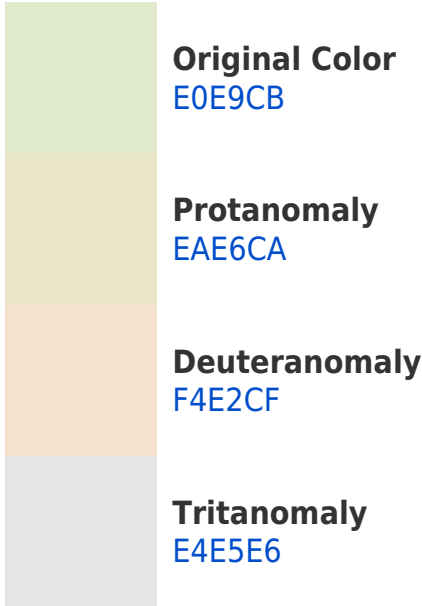 Original Color
E0E9CB
Protanomaly
EAE6CA
Deuteranomaly
F4E2CF
Tritanomaly
E4E5E6